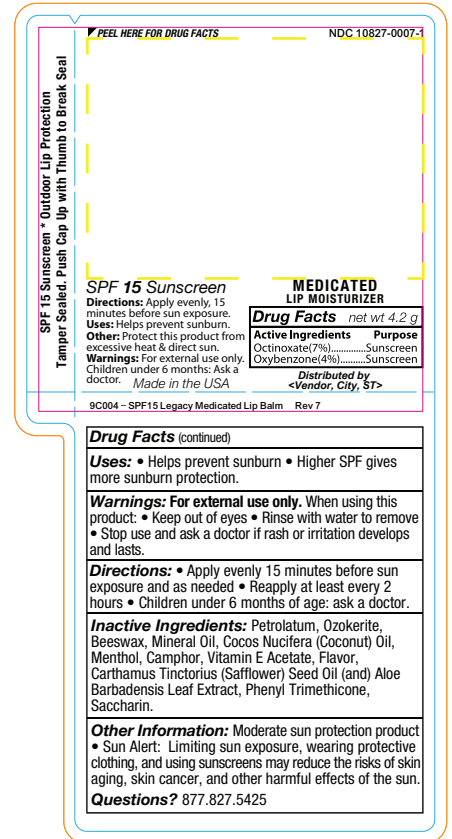 PEEL HERE FOR DRUG FACTS
NDC 10827-0007-1
SPF 15 Sunscreen * Outdoor Lip Protection
Tamper Sealed. Push Cap Up with Thumb to Break Seal
SPF 15 Sunscreen
Directions: Apply evenly, 15
minutes before sun exposure.
Uses: Helps prevent sunburn.
Other: Protect this product from
excessive heat & direct sun.
Warnings: For external use only.
Children under 6 months: Ask a
doctor.
Made in the USA
MEDICATED
LIP MOISTURIZER
Drug Facts net wt 4.2 g
Active Ingredients Purpose
Octinoxate(7%).............Sunscreen
Oxybenzone(4%)..........Sunscreen
Distributed by
<Vendor, City, ST>
9C004 – SPF15 Legacy Medicated Lip Balm Rev 7
Drug Facts (continued)
Uses: • Helps prevent sunburn • Higher SPF gives
more sunburn protection.
Warnings: For external use only. When using this
product: • Keep out of eyes • Rinse with water to remove
• Stop use and ask a doctor if rash or irritation develops
and lasts.
Directions: • Apply evenly 15 minutes before sun
exposure and as needed • Reapply at least every 2
hours • Children under 6 months of age: ask a doctor.
Inactive Ingredients: Petrolatum, Ozokerite,
Beeswax, Mineral Oil, Cocos Nucifera (Coconut) Oil,
Menthol, Camphor, Vitamin E Acetate, Flavor,
Carthamus Tinctorius (Safflower) Seed Oil (and) Aloe
Barbadensis Leaf Extract, Phenyl Trimethicone,
Saccharin.
Other Information: Moderate sun protection product
• Sun Alert: Limiting sun exposure, wearing protective
clothing, and using sunscreens may reduce the risks of skin
aging, skin cancer, and other harmful effects of the sun.
Questions? 877.827.5425